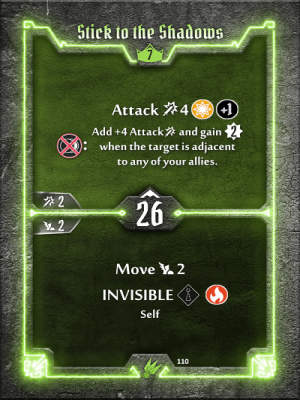 Stick to the Shadows
7
Attack 4 +1
: Add +4 Attack and gain 2
when the target is adjacent
to any of your allies.
2
26
2
Move 2
INVISIBLE
Self
110